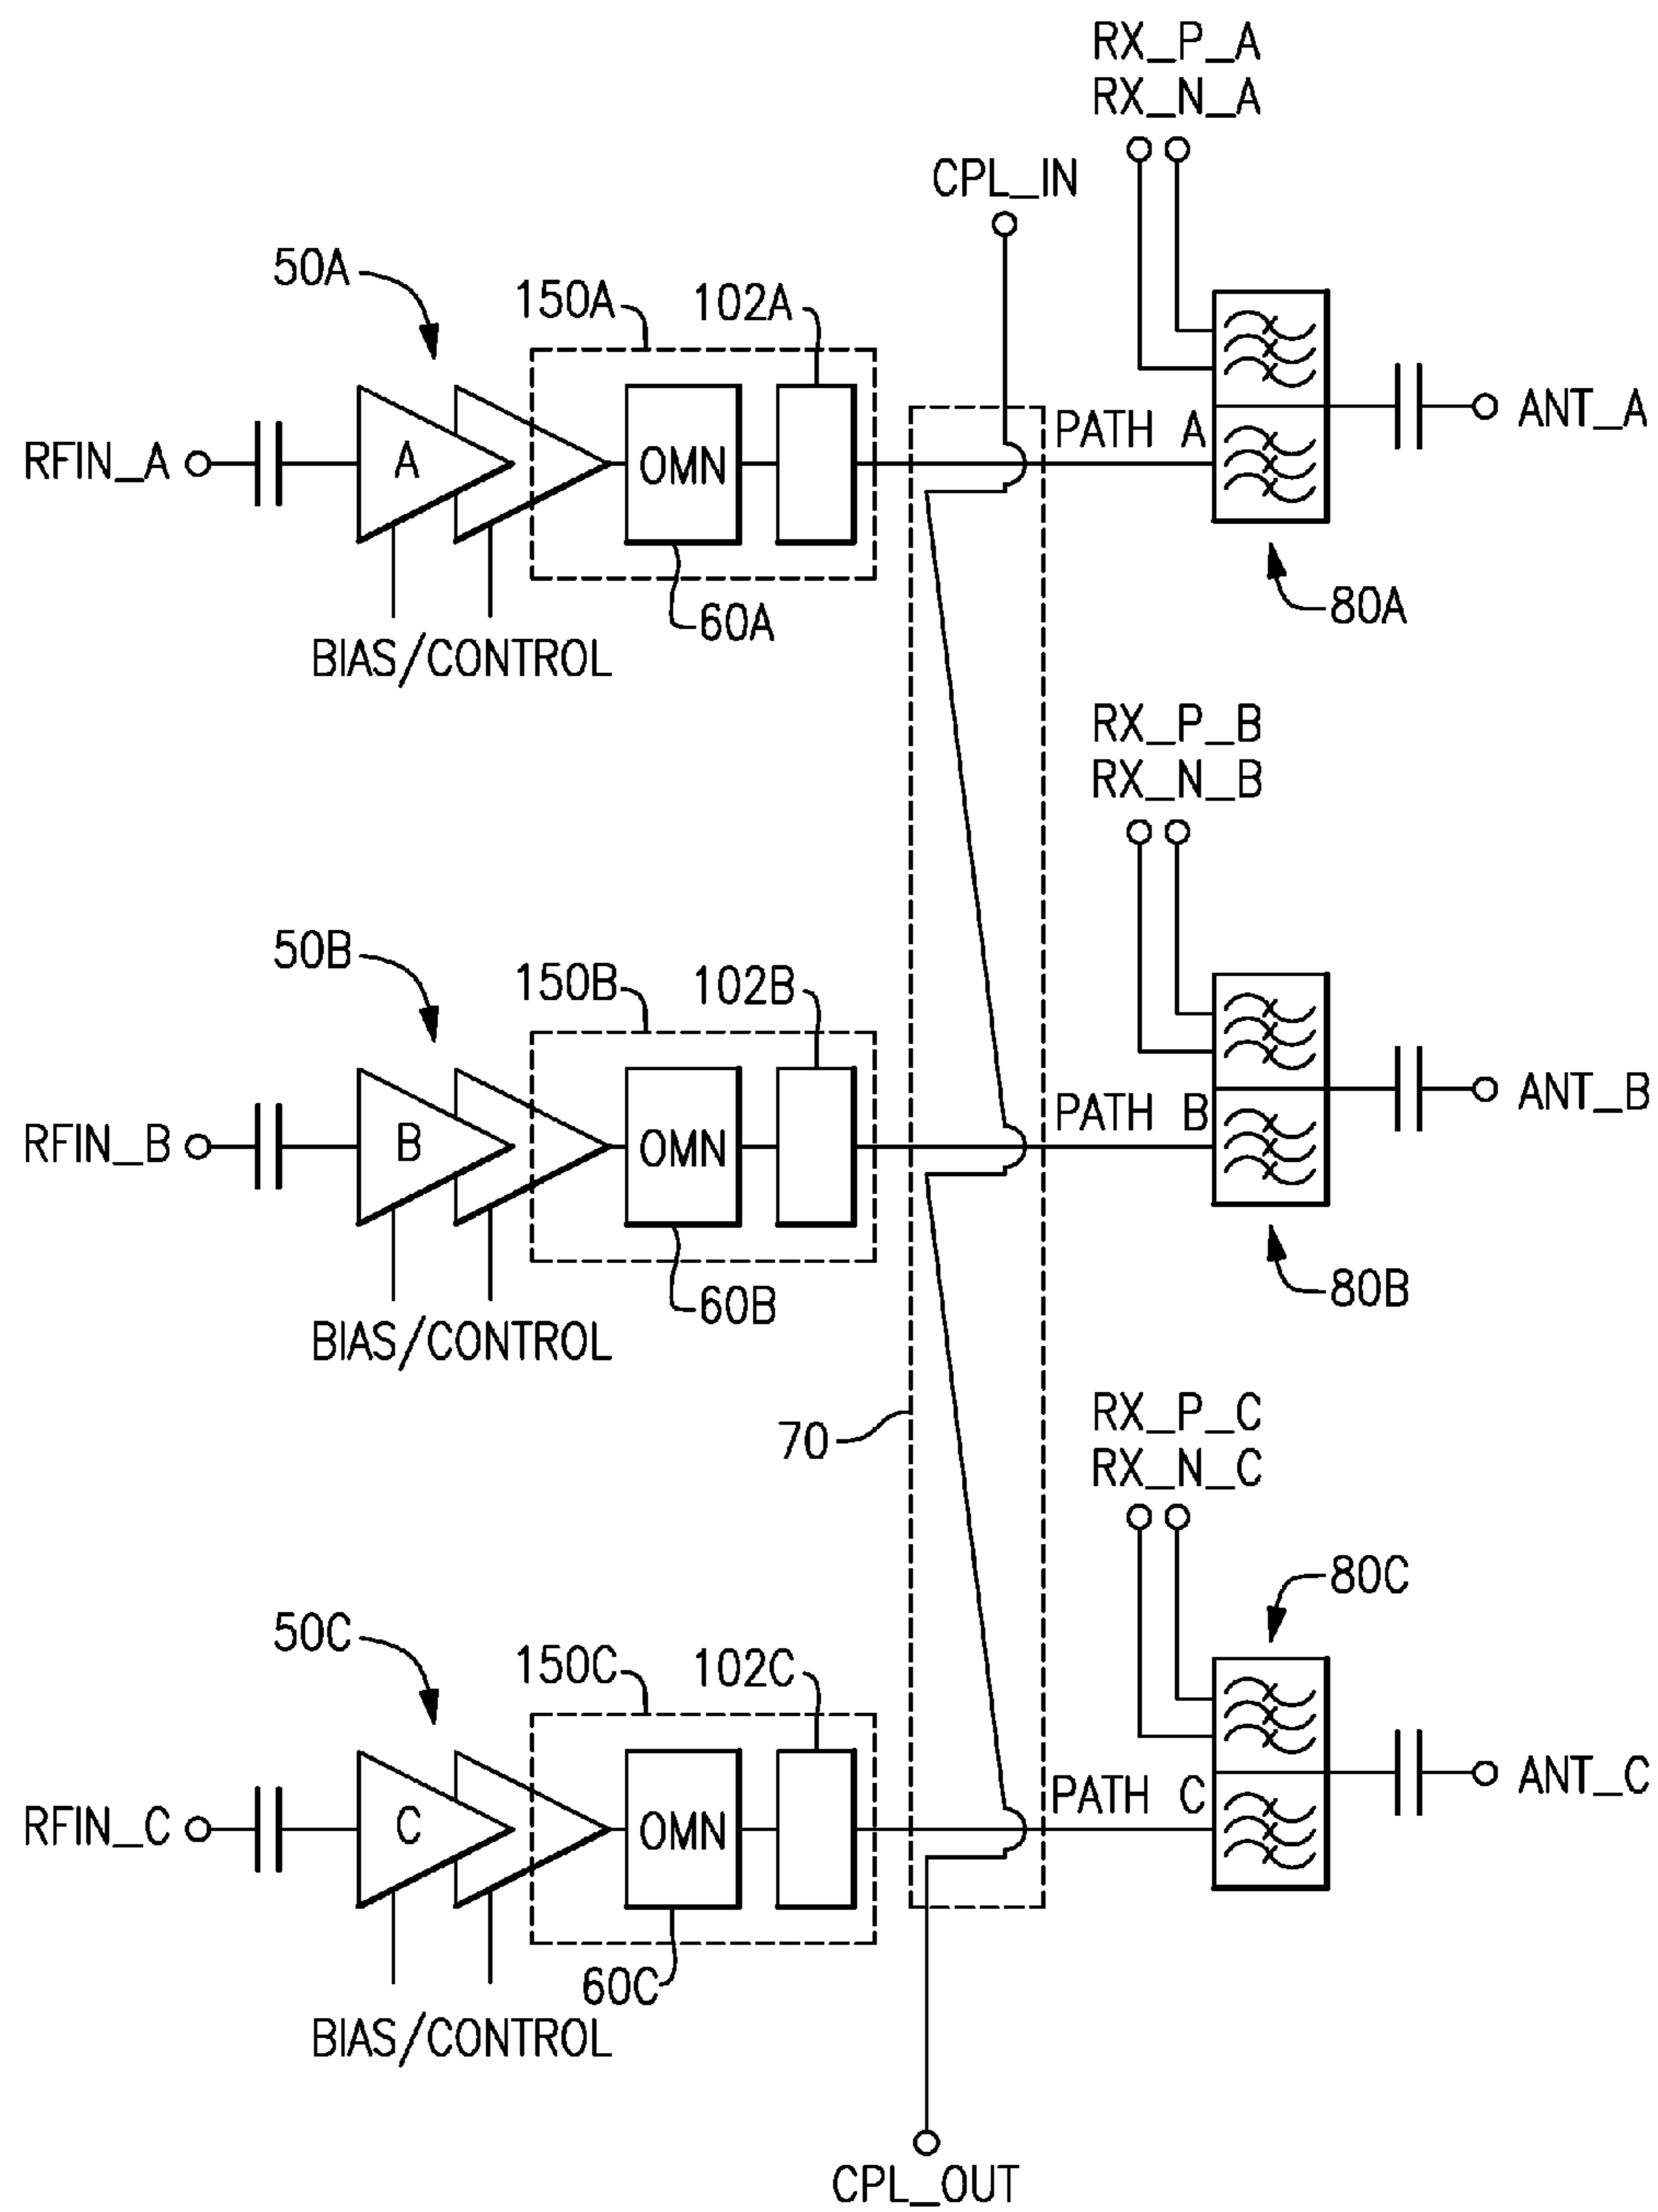 RX_P_A
RX_N_A
CPL_IN
50A
150A
102A
RFIN_A
A
OMN
PATH A
ANT_A
60A
80A
BIAS/CONTROL
RX_P_B
RX_N_B
50B
150B
102B
RFIN_B
B
OMN
PATH B
ANT_B
60B
80B
BIAS/CONTROL
70
RX_P_C
RX_N_C
80C
50C
150C
102C
RFIN_C
C
OMN
PATH C
ANT_C
60C
BIAS/CONTROL
CPL_OUT